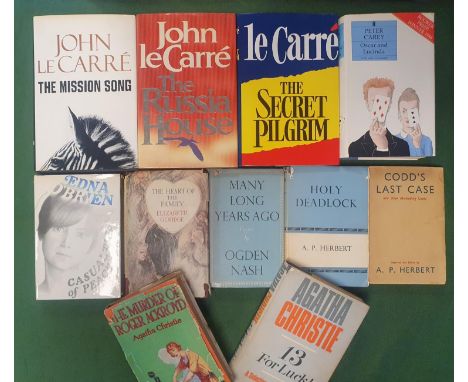 JOHN
LE CARRÉ
THE MISSION SONG
John
le Carré
The
Russia
House
le Carré
THE
SECRET
PILGRIM
PETER
CAREY
Oscar and
Lucinda
EDNA
O'BRIEN
CASUALTIES
of PEACE
THE HEART OF THE
FAMILY
ELIZABETH GOUDGE
MANY
LONG
YEARS AGO
OGDEN
NASH
HOLY
DEADLOCK
A. P. HERBERT
CODD'S
LAST CASE
A. P. HERBERT
THE MURDER OF
ROGER ACKROYD
Agatha Christie
AGATHA
CHRISTIE
13
For Luck!